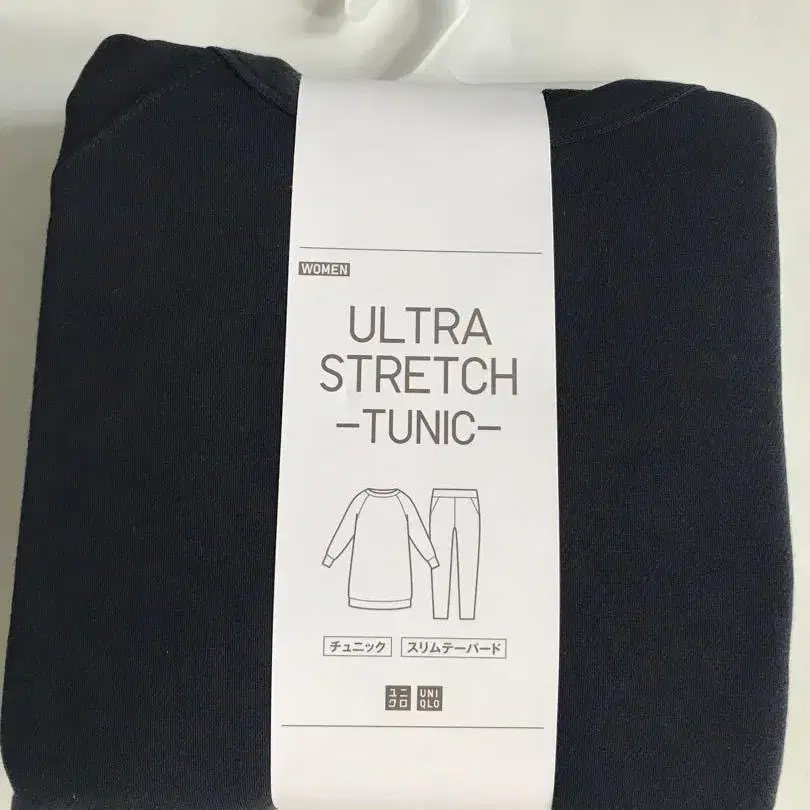 WOMEN
ULTRA
STRETCH
-TUNIC-
チュニック スリムテーパード
ユニ UNI
クロ QLO